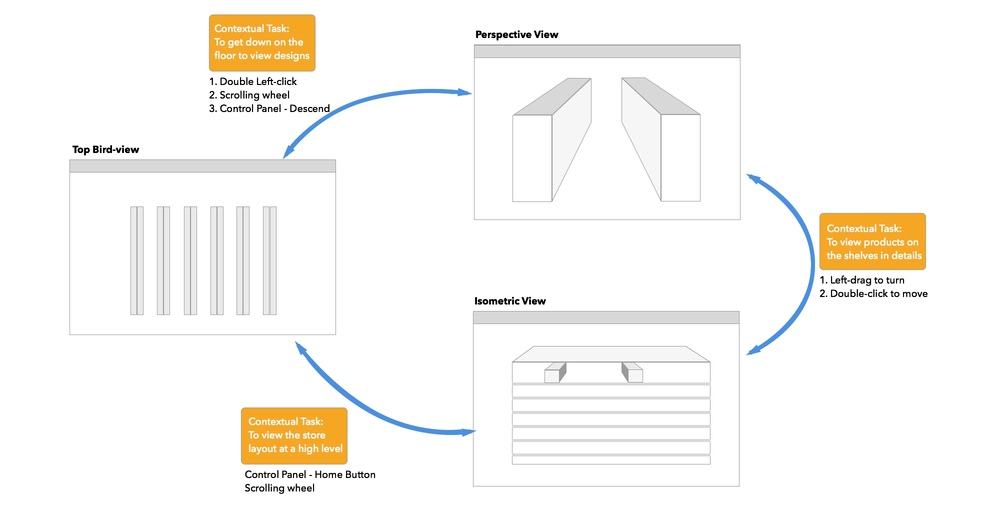 Contextual Task:
To get down on the
floor to view designs
1. Double Left-click
2. Scrolling wheel
3. Control Panel - Descend
Perspective View
Top Bird-view
Contextual Task:
To view products on
the shelves in details
1. Left-drag to turn
2. Double-click to move
Isometric View
Contextual Task:
To view the store
layout at a high level
Control Panel - Home Button
Scrolling wheel